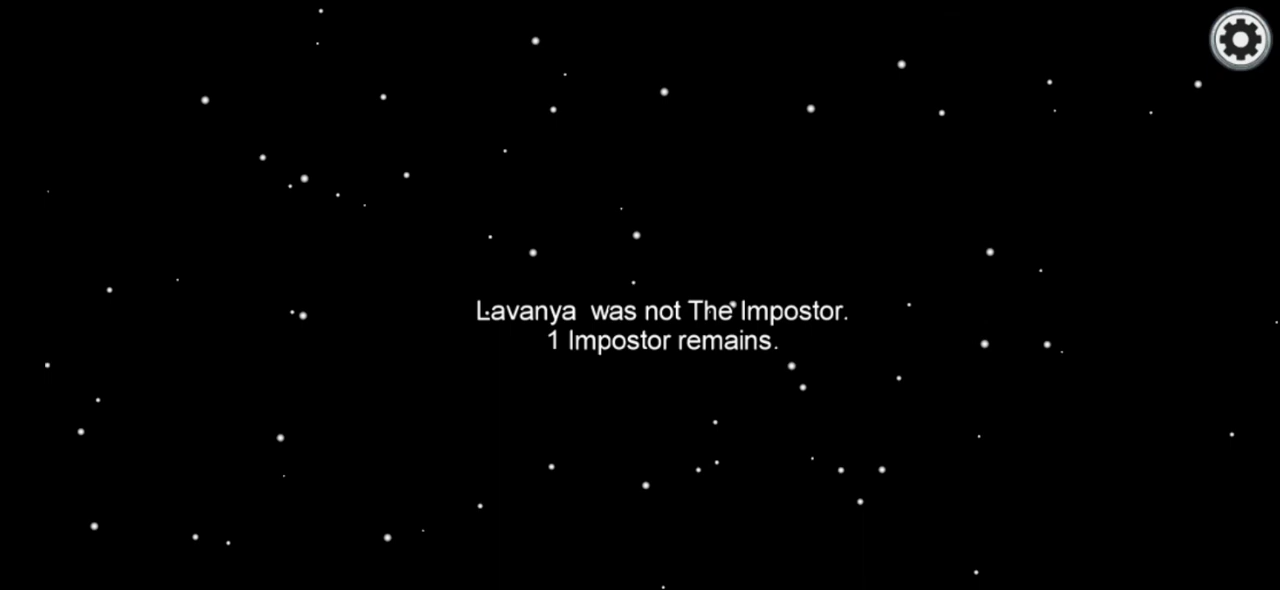 Lavanya  was not The Impostor.
1 Impostor remains.